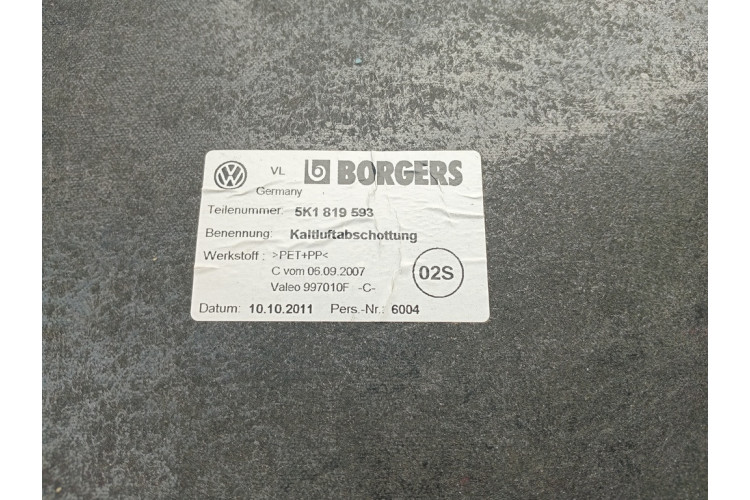 VL BORGERS
Germany
Teilenummer: 5K1 819 593
Benennung: Kaltluftabschottung
Werkstoff : >PET+PP<
C vom 06.09.2007
Valeo 997010F -C-
02S
Datum: 10.10.2011 Pers.-Nr.: 6004